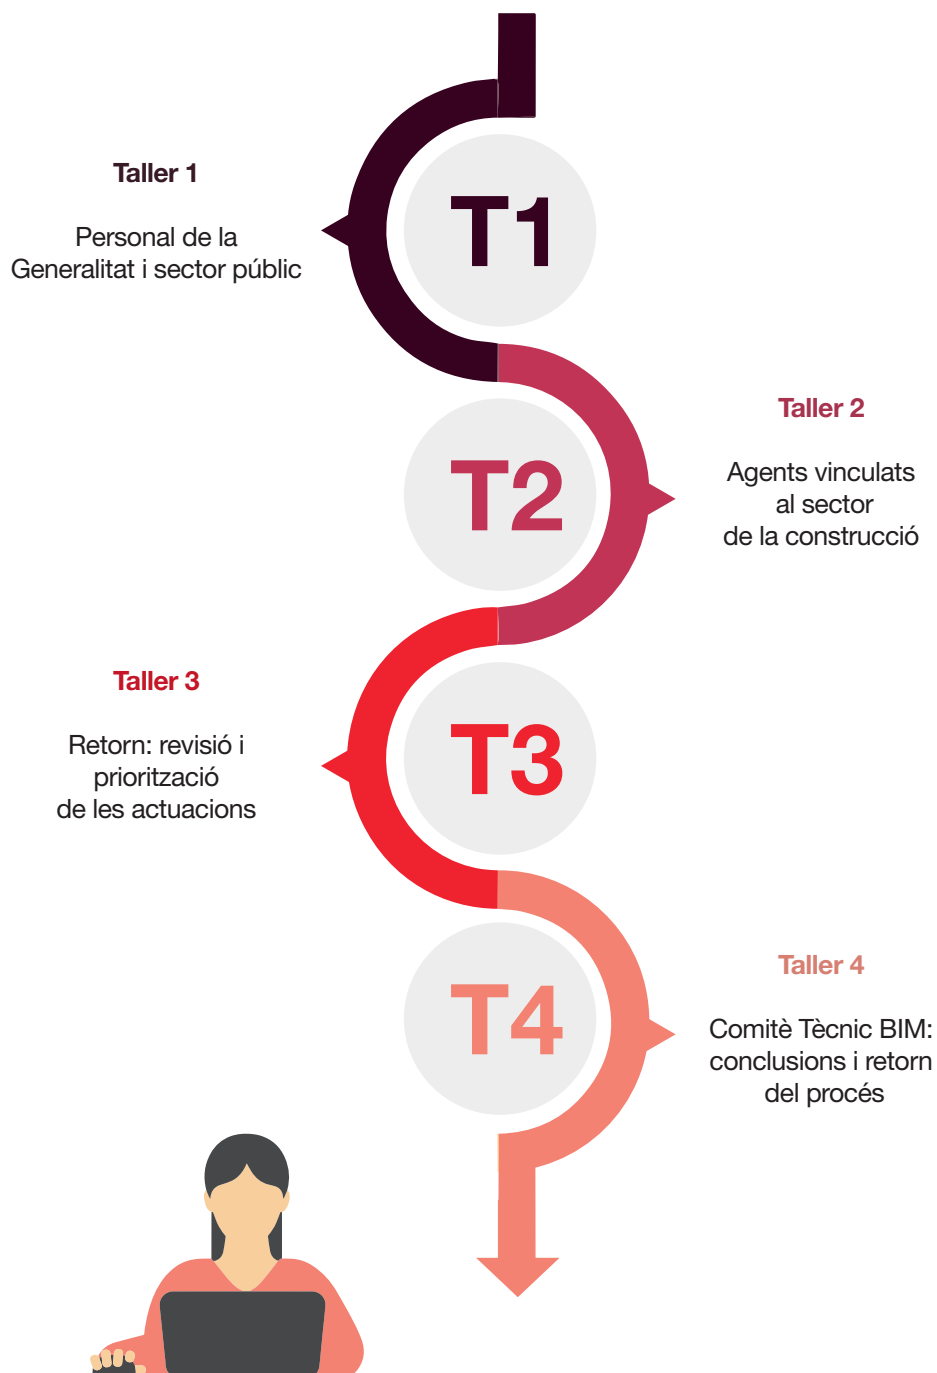 Taller 1
Personal de la
Generalitat i sector públic
T1
Taller 2
Agents vinculats
al sector
de la construcció
T2
Taller 3
Retorn: revisió i
priorització
de les actuacions
T3
Taller 4
Comitè Tècnic BIM:
conclusions i retorn
del procés
T4